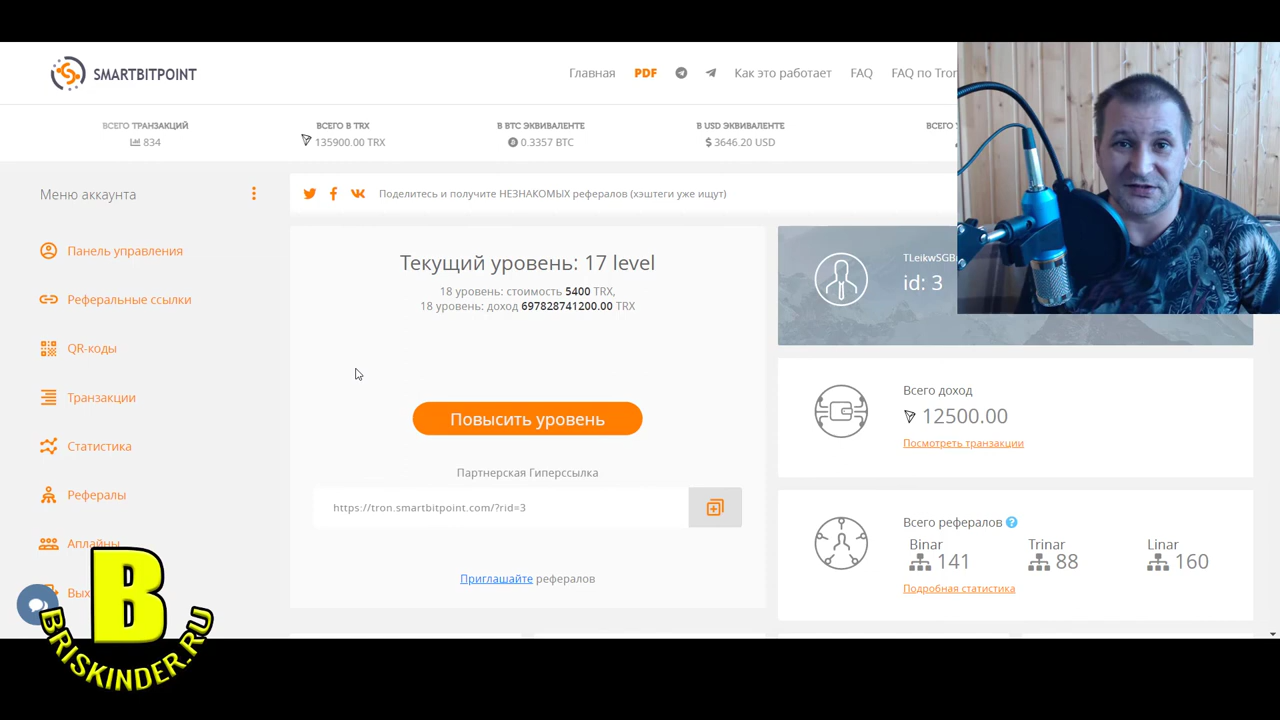 SMARTBITPOINT
Главная PDF Как это работает FAQ FAQ по Tron
ВСЕГО ТРАНЗАКЦИЙ
834
ВСЕГО В TRX
135900.00 TRX
В BTC ЭКВИВАЛЕНТЕ
0.3357 BTC
В USD ЭКВИВАЛЕНТЕ
$ 3646.20 USD
ВСЕГО
Меню аккаунта
Панель управления
Реферальные ссылки
QR-коды
Транзакции
Статистика
Рефералы
Аплайны
Вых
Поделитесь и получите НЕЗНАКОМЫХ рефералов (хэштеги уже ищут)
Текущий уровень: 17 level
18 уровень: стоимость 5400 TRX,
18 уровень: доход 697828741200.00 TRX
Повысить уровень
Партнерская Гиперссылка
https://tron.smartbitpoint.com/?rid=3
Приглашайте рефералов
TLeikwSGB
id: 3
Всего доход
12500.00
Посмотреть транзакции
Всего рефералов ?
Binar Trinar Linar
141 88 160
Подробная статистика
B
BRISKINDER.RU